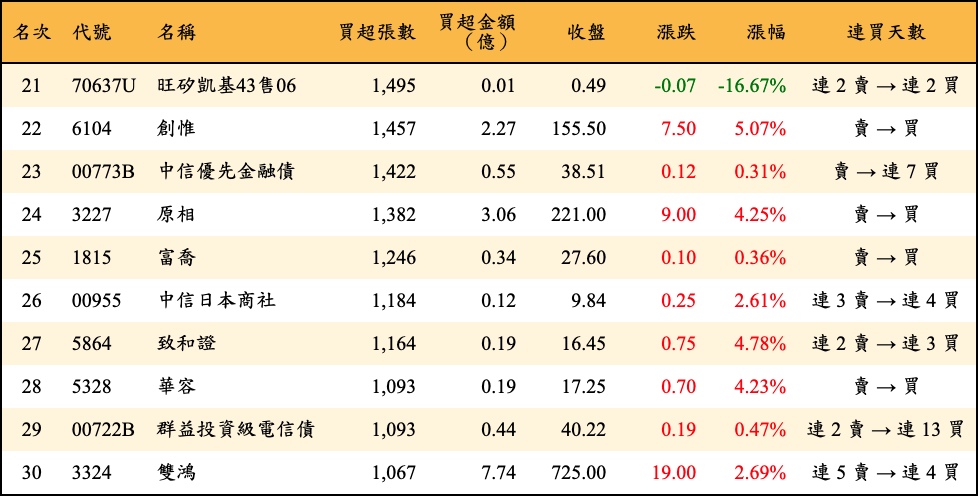 名次 代號 名稱 買超張數 買超金額（億） 收盤 漲跌 漲幅 連買天數
21 70637U 旺矽凱基43售06 1,495 0.01 0.49 -0.07 -16.67% 連 2 賣 → 連 2 買
22 6104 創惟 1,457 2.27 155.50 7.50 5.07% 賣 → 買
23 00773B 中信優先金融債 1,422 0.55 38.51 0.12 0.31% 賣 → 連 7 買
24 3227 原相 1,382 3.06 221.00 9.00 4.25% 賣 → 買
25 1815 富喬 1,246 0.34 27.60 0.10 0.36% 賣 → 買
26 00955 中信日本商社 1,184 0.12 9.84 0.25 2.61% 連 3 賣 → 連 4 買
27 5864 致和證 1,164 0.19 16.45 0.75 4.78% 連 2 賣 → 連 3 買
28 5328 華容 1,093 0.19 17.25 0.70 4.23% 賣 → 買
29 00722B 群益投資級電信債 1,093 0.44 40.22 0.19 0.47% 連 2 賣 → 連 13 買
30 3324 雙鴻 1,067 7.74 725.00 19.00 2.69% 連 5 賣 → 連 4 買